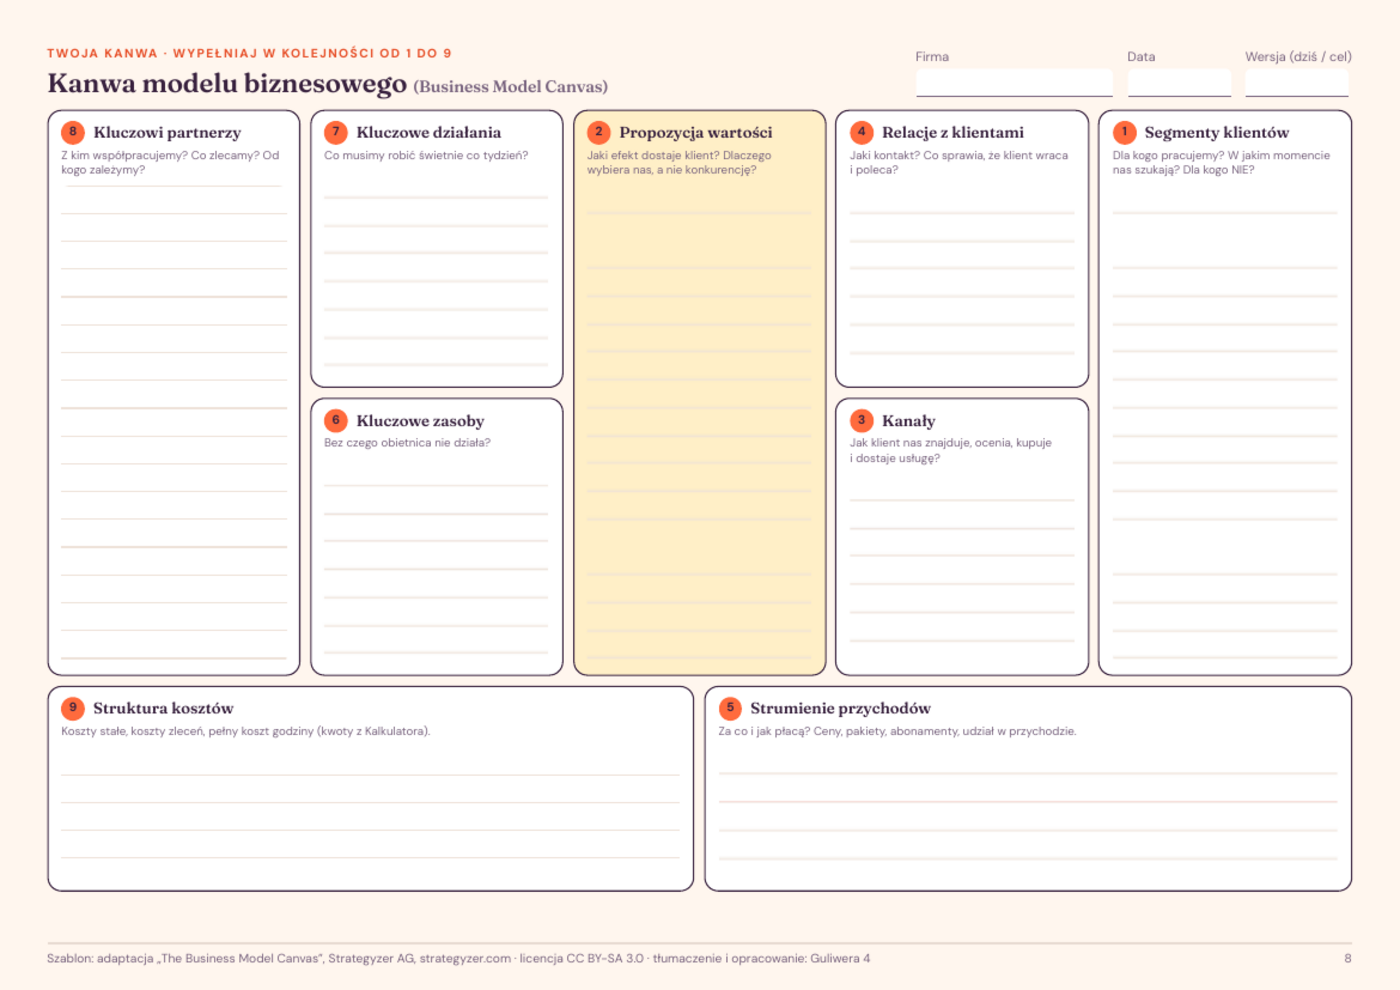 TWOJA KANWA · WYPEŁNIAJ W KOLEJNOŚCI OD 1 DO 9
Kanwa modelu biznesowego (Business Model Canvas)
Firma
Data
Wersja (dziś / cel)
8 Kluczowi partnerzy
Z kim współpracujemy? Co zlecamy? Od
kogo zależymy?
7 Kluczowe działania
Co musimy robić świetnie co tydzień?
6 Kluczowe zasoby
Bez czego obietnica nie działa?
2 Propozycja wartości
Jaki efekt dostaje klient? Dlaczego
wybiera nas, a nie konkurencję?
4 Relacje z klientami
Jaki kontakt? Co sprawia, że klient wraca
i poleca?
3 Kanały
Jak klient nas znajduje, ocenia, kupuje
i dostaje usługę?
1 Segmenty klientów
Dla kogo pracujemy? W jakim momencie
nas szukają? Dla kogo NIE?
9 Struktura kosztów
Koszty stałe, koszty zleceń, pełny koszt godziny (kwoty z Kalkulatora).
5 Strumienie przychodów
Za co i jak płacą? Ceny, pakiety, abonamenty, udział w przychodzie.
Szablon: adaptacja „The Business Model Canvas”, Strategyzer AG, strategyzer.com · licencja CC BY-SA 3.0 · tłumaczenie i opracowanie: Guliwera 4
8